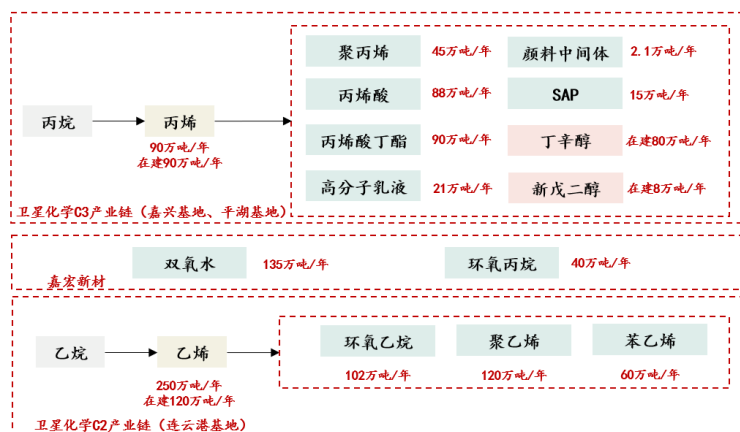 聚丙烯 45万吨/年 颜料中间体 2.1万吨/年
丙烯酸 88万吨/年 SAP 15万吨/年
丙烷 丙烯
90万吨/年
在建90万吨/年
丙烯酸丁酯 90万吨/年 丁辛醇 在建80万吨/年
高分子乳液 21万吨/年 新戊二醇 在建8万吨/年
卫星化学C3产业链（嘉兴基地、平湖基地）
双氧水 135万吨/年 环氧丙烷 40万吨/年
嘉宏新材
乙烷 乙烯
250万吨/年
在建120万吨/年
环氧乙烷 聚乙烯 苯乙烯
102万吨/年 120万吨/年 60万吨/年
卫星化学C2产业链（连云港基地）